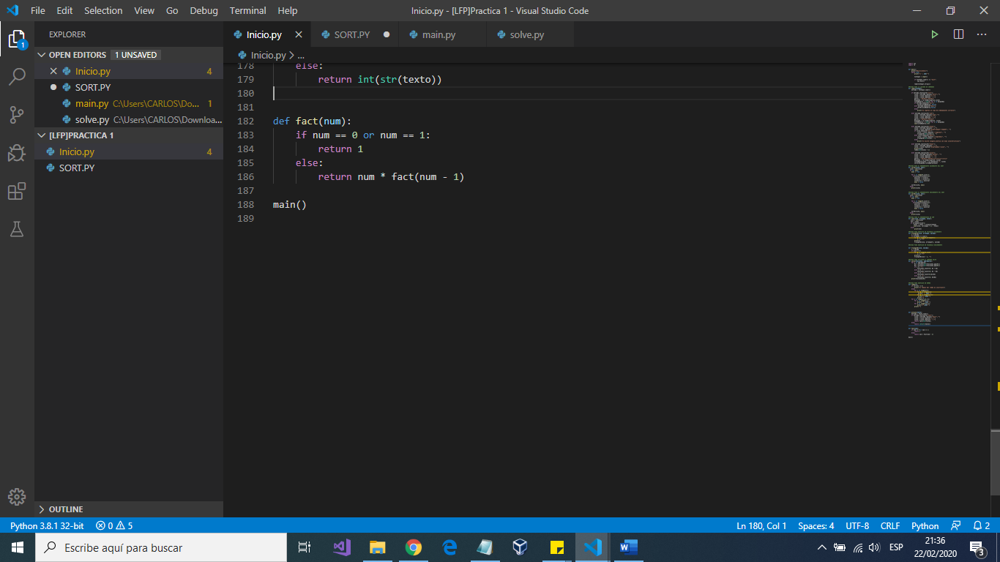 File Edit Selection View Go Debug Terminal Help
Inicio.py - [LFP]Practica 1 - Visual Studio Code
EXPLORER
OPEN EDITORS 1 UNSAVED
Inicio.py 4
SORT.PY
main.py C:\Users\CARLOS\Do... 1
solve.py C:\Users\CARLOS\Downloa...
[LFP]PRACTICA 1
Inicio.py 4
SORT.PY
OUTLINE
1
Inicio.py SORT.PY main.py solve.py
Inicio.py > ...
178 else:
179 return int(str(texto))
180
181
182 def fact(num):
183 if num == 0 or num == 1:
184 return 1
185 else:
186 return num * fact(num - 1)
187
188 main()
189
Python 3.8.1 32-bit 0 5 Ln 180, Col 1 Spaces: 4 UTF-8 CRLF Python 2
Escribe aquí para buscar
ESP
21:36
22/02/2020
3